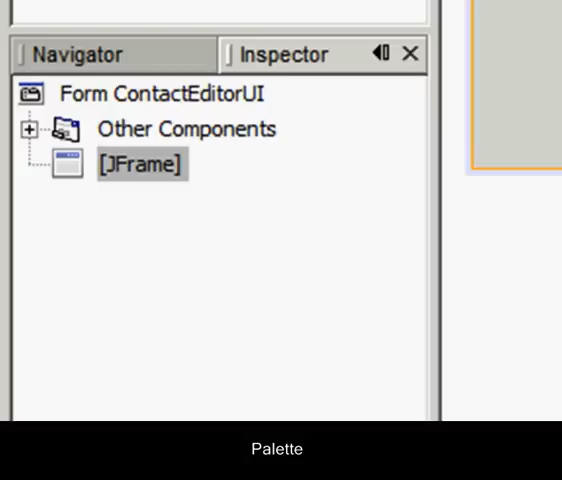 Navigator
Inspector
Form ContactEditorUI
Other Components
[JFrame]
Palette